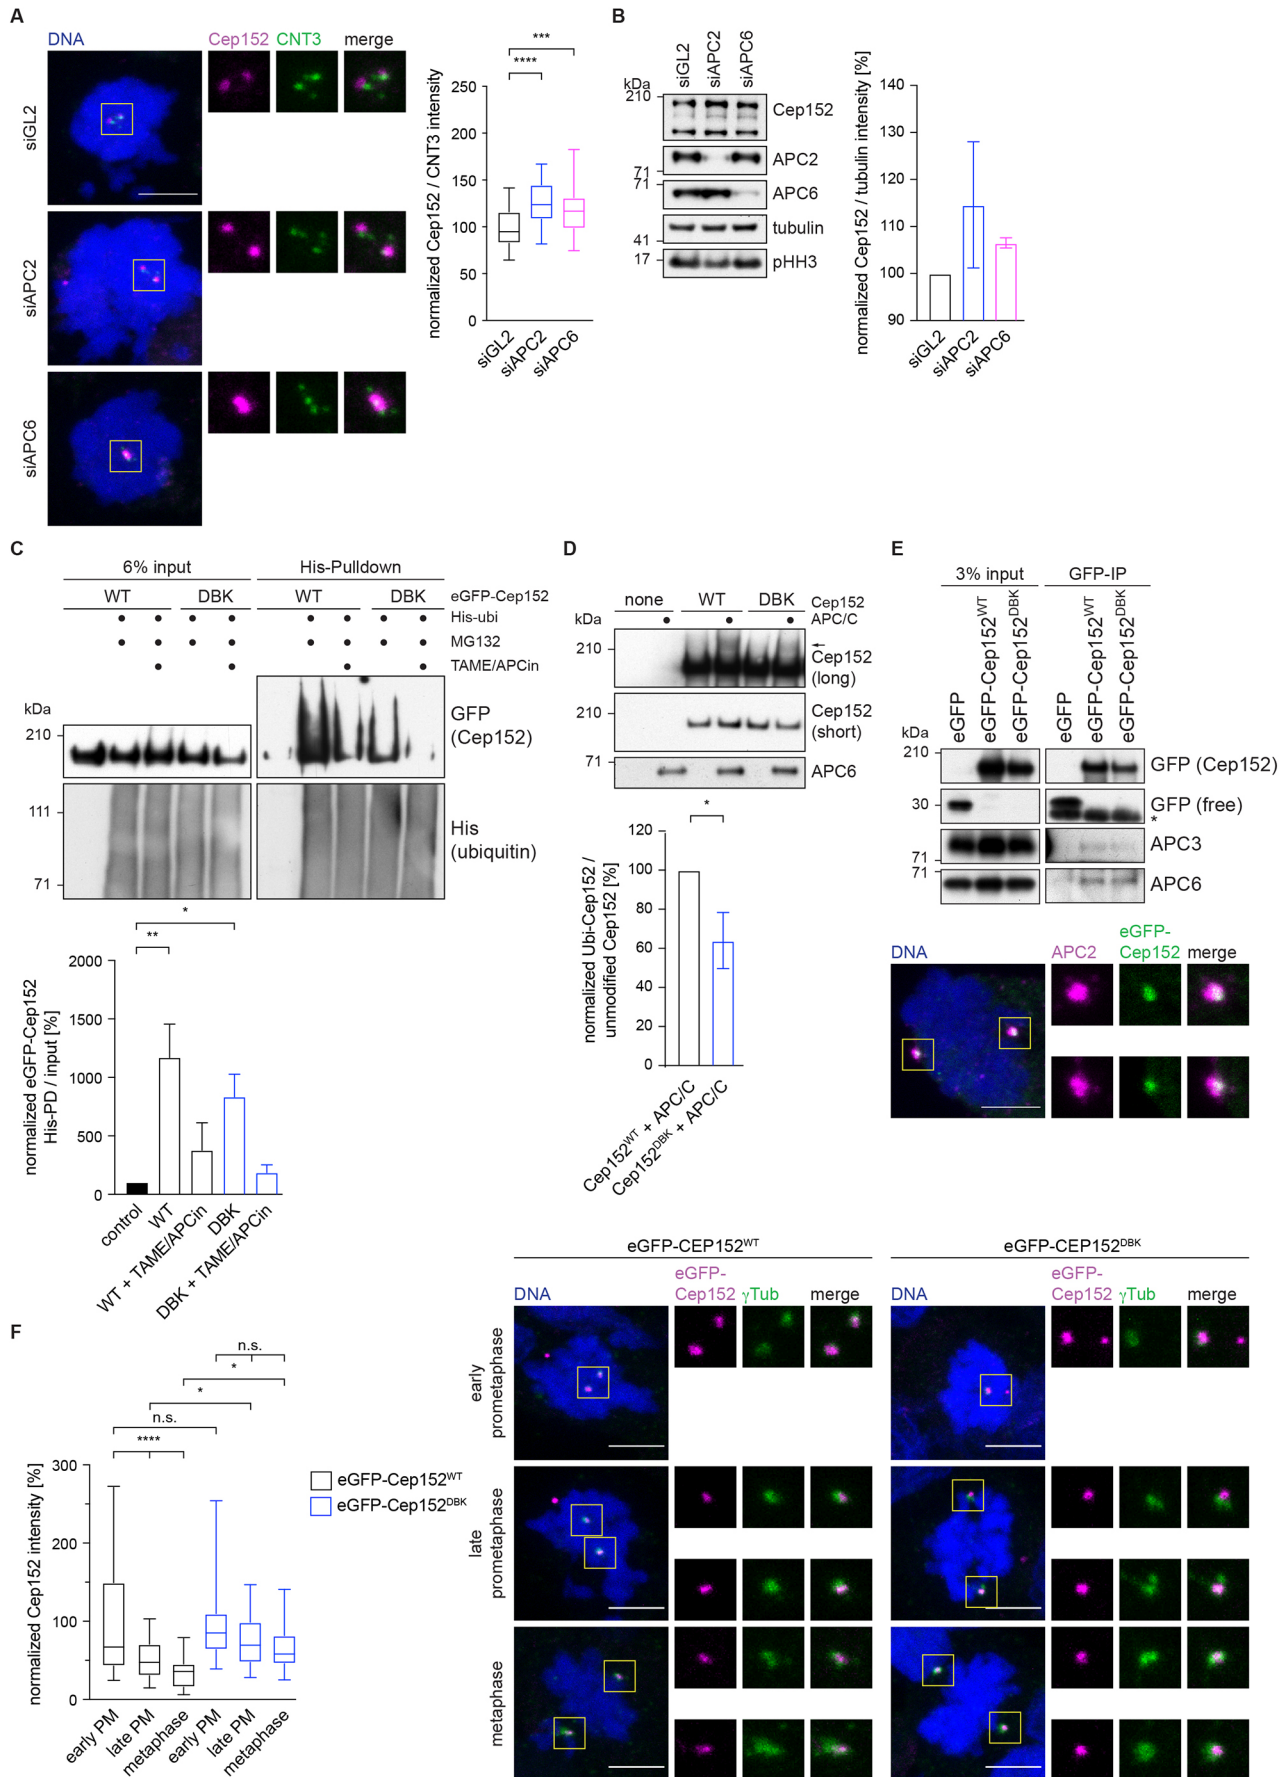 A
DNA
Cep152
CNT3
merge
siGL2
siAPC2
siAPC6
normalized Cep152 / CNT3 intensity
250
200
150
100
50
0
***
****
siGL2
siAPC2
siAPC6
B
kDa
siGL2
siAPC2
siAPC6
210
Cep152
APC2
71
71
APC6
tubulin
41
17
pHH3
normalized Cep152 / tubulin intensity [%]
140
130
120
110
100
90
siGL2
siAPC2
siAPC6
C
6% input
His-Pulldown
WT
DBK
WT
DBK
eGFP-Cep152
His-ubi
MG132
TAME/APCin
kDa
210
GFP
(Cep152)
111
His
(ubiquitin)
71
normalized eGFP-Cep152
His-PD / input [%]
2000
1500
1000
500
0
*
**
control
WT
WT + TAME/APCin
DBK
DBK + TAME/APCin
D
none
WT
DBK
Cep152
APC/C
kDa
210
Cep152
(long)
210
Cep152
(short)
71
APC6
normalized Ubi-Cep152 /
unmodified Cep152 [%]
120
100
80
60
40
20
0
*
Cep152WT + APC/C
Cep152DBK + APC/C
E
3% input
GFP-IP
eGFP
eGFP-Cep152WT
eGFP-Cep152DBK
eGFP
eGFP-Cep152WT
eGFP-Cep152DBK
kDa
210
GFP (Cep152)
30
GFP (free)
*
APC3
71
71
APC6
DNA
APC2
eGFP-
Cep152
merge
F
normalized Cep152 intensity [%]
300
200
100
0
n.s.
*
*
n.s.
****
early PM
late PM
metaphase
early PM
late PM
metaphase
eGFP-Cep152WT
eGFP-Cep152DBK
eGFP-CEP152WT
DNA
eGFP-
Cep152
γTub
merge
eGFP-CEP152DBK
DNA
eGFP-
Cep152
γTub
merge
early
prometaphase
late
prometaphase
metaphase